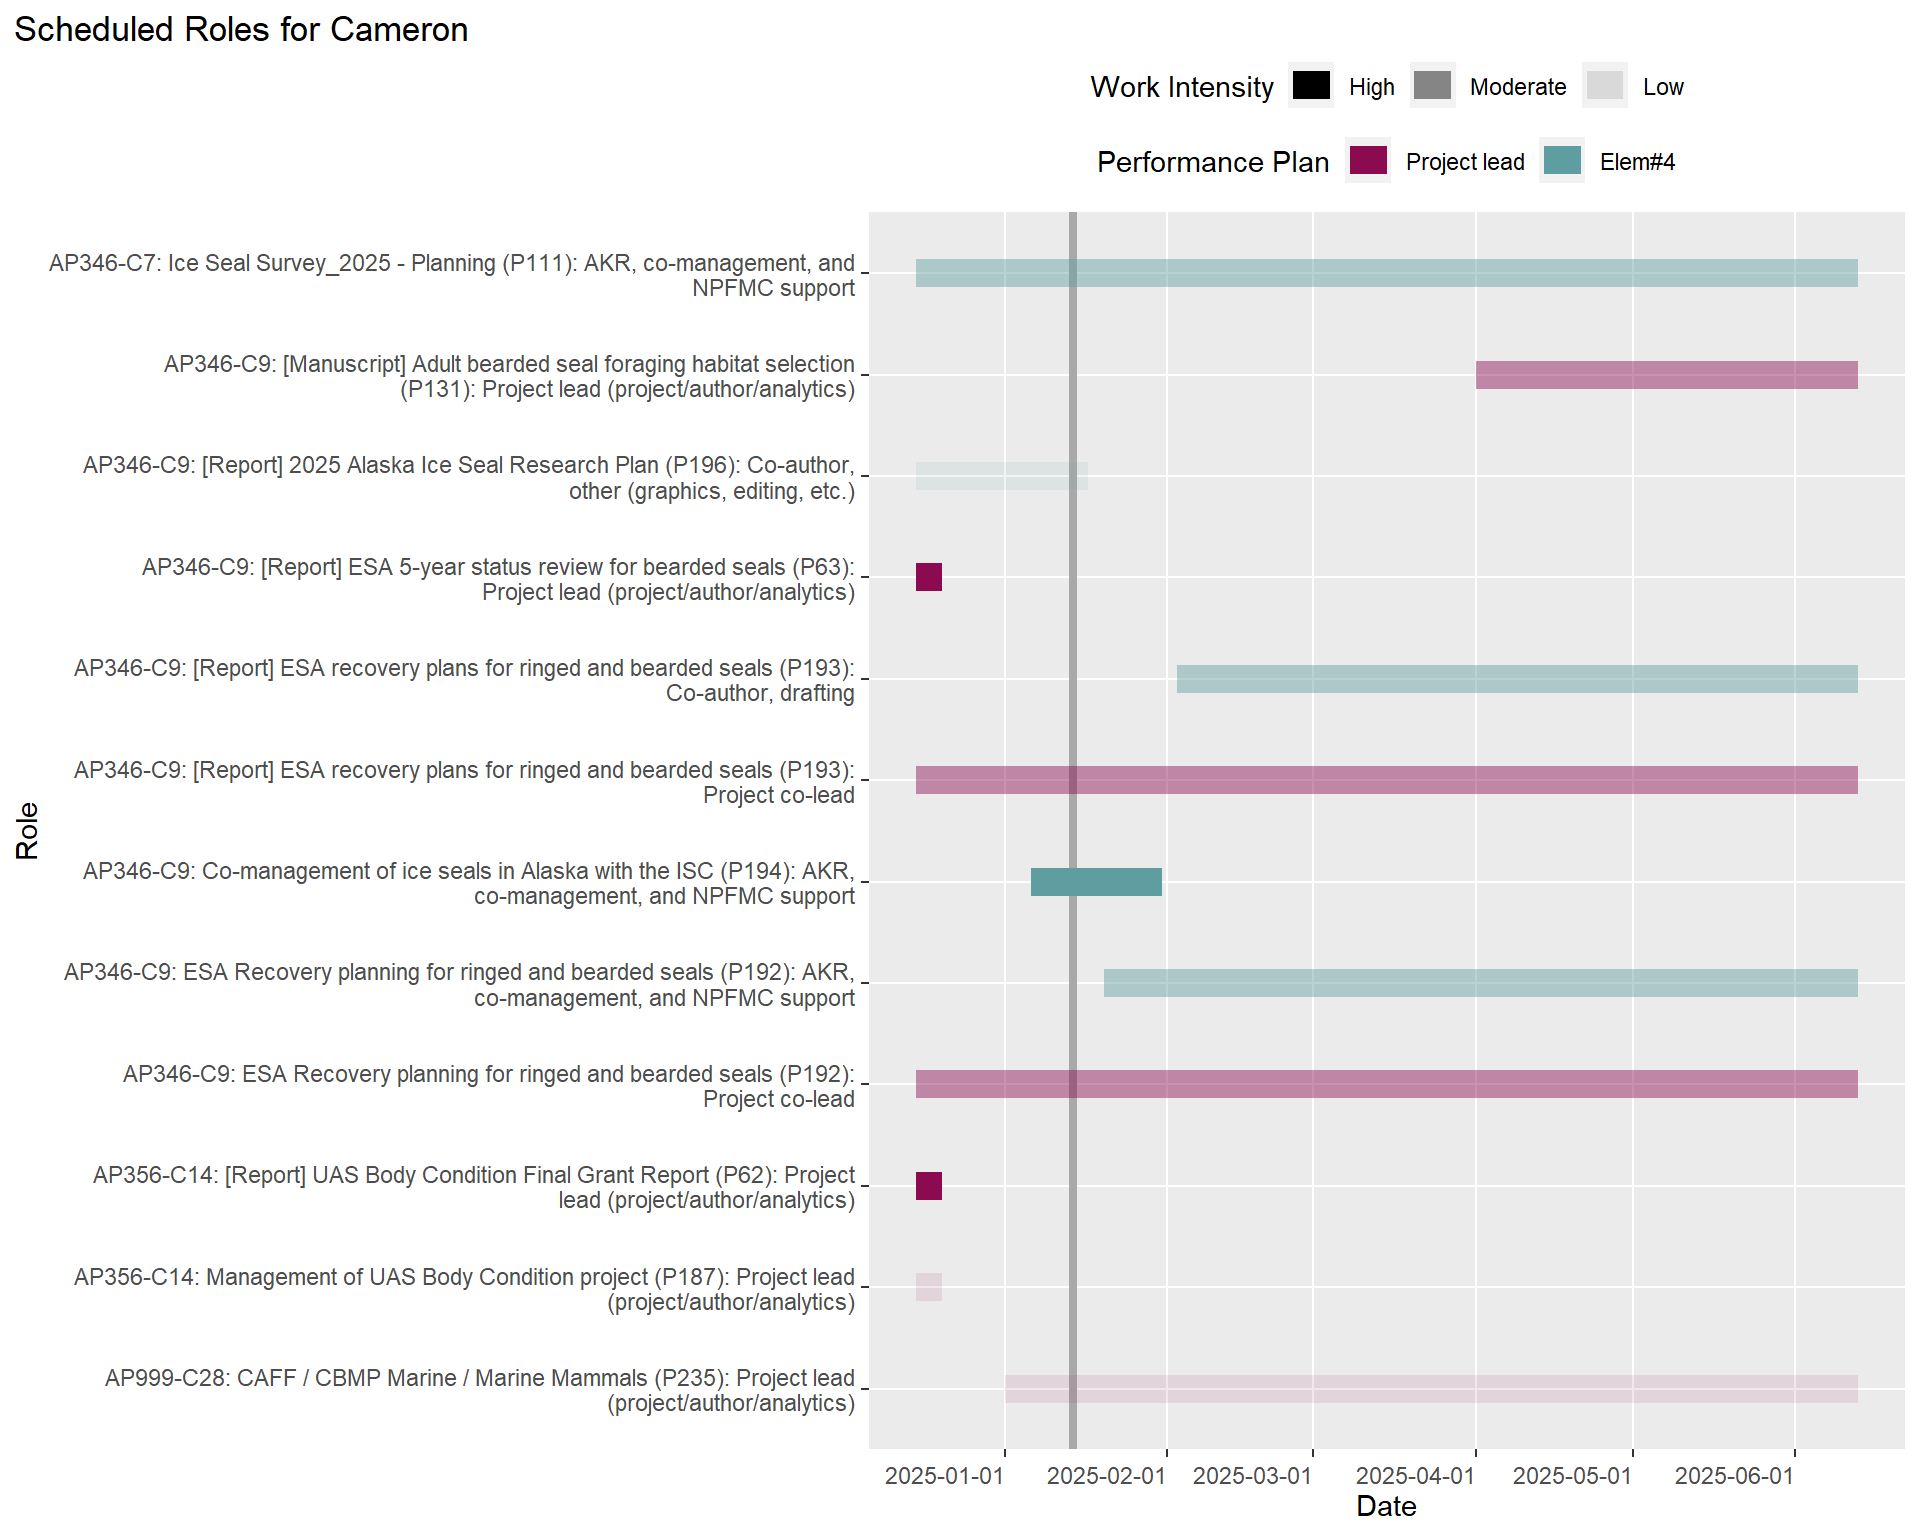 Scheduled Roles for Cameron
Work Intensity High Moderate Low
Performance Plan Project lead Elem#4
AP346-C7: Ice Seal Survey_2025 - Planning (P111): AKR, co-management, and
NPFMC support
AP346-C9: [Manuscript] Adult bearded seal foraging habitat selection
(P131): Project lead (project/author/analytics)
AP346-C9: [Report] 2025 Alaska Ice Seal Research Plan (P196): Co-author,
other (graphics, editing, etc.)
AP346-C9: [Report] ESA 5-year status review for bearded seals (P63):
Project lead (project/author/analytics)
AP346-C9: [Report] ESA recovery plans for ringed and bearded seals (P193):
Co-author, drafting
AP346-C9: [Report] ESA recovery plans for ringed and bearded seals (P193):
Project co-lead
AP346-C9: Co-management of ice seals in Alaska with the ISC (P194): AKR,
co-management, and NPFMC support
AP346-C9: ESA Recovery planning for ringed and bearded seals (P192): AKR,
co-management, and NPFMC support
AP346-C9: ESA Recovery planning for ringed and bearded seals (P192):
Project co-lead
AP356-C14: [Report] UAS Body Condition Final Grant Report (P62): Project
lead (project/author/analytics)
AP356-C14: Management of UAS Body Condition project (P187): Project lead
(project/author/analytics)
AP999-C28: CAFF / CBMP Marine / Marine Mammals (P235): Project lead
(project/author/analytics)
Role
2025-01-01 2025-02-01 2025-03-01 2025-04-01 2025-05-01 2025-06-01
Date